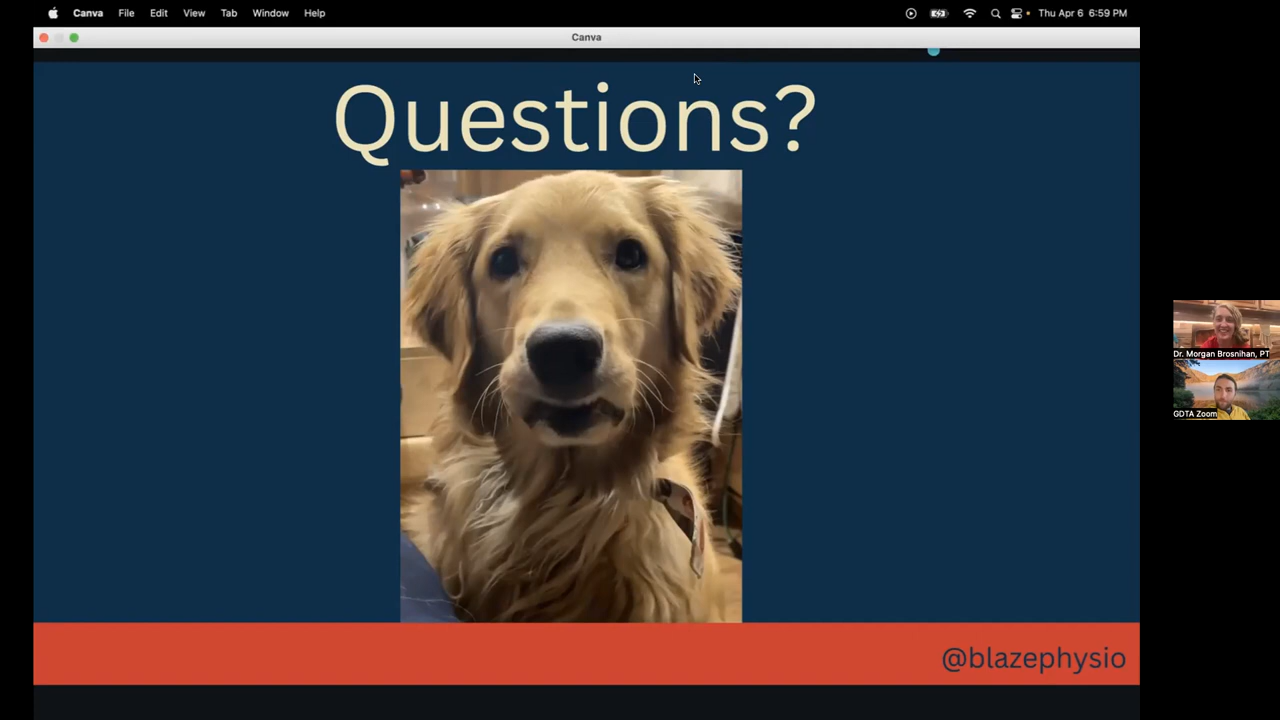 Canva File Edit View Tab Window Help Thu Apr 6 6:59 PM
Canva
Questions?
@blazephysio
Dr. Morgan Brosnihan, PT
GDTA Zoom